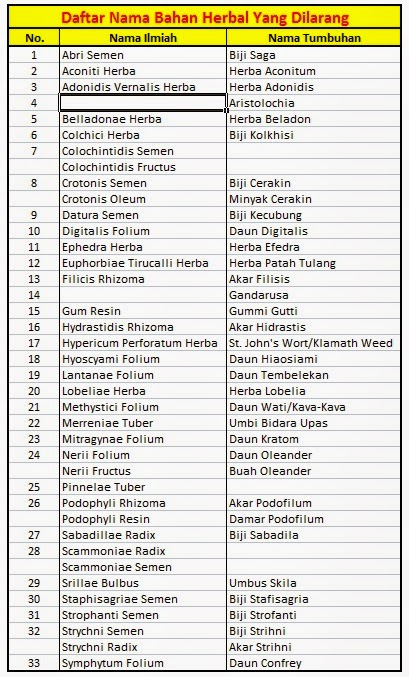 Daftar Nama Bahan Herbal Yang Dilarang
No. Nama Ilmiah Nama Tumbuhan
1 Abri Semen Biji Saga
2 Aconiti Herba Herba Aconitum
3 Adonidis Vernalis Herba Herba Adonidis
4 Aristolochia
5 Belladonae Herba Herba Beladon
6 Colchici Herba Biji Kolkhisi
7 Colochintidis Semen
Colochintidis Fructus
8 Crotonis Semen Biji Cerakin
Crotonis Oleum Minyak Cerakin
9 Datura Semen Biji Kecubung
10 Digitalis Folium Daun Digitalis
11 Ephedra Herba Herba Efedra
12 Euphorbiae Tirucalli Herba Herba Patah Tulang
13 Filicis Rhizoma Akar Filisis
14 Gandarusa
15 Gum Resin Gummi Gutti
16 Hydrastidis Rhizoma Akar Hidrastis
17 Hypericum Perforatum Herba St. John's Wort/Klamath Weed
18 Hyoscyami Folium Daun Hiaosiami
19 Lantanae Folium Daun Tembelekan
20 Lobeliae Herba Herba Lobelia
21 Methystici Folium Daun Wati/Kava-Kava
22 Merreniae Tuber Umbi Bidara Upas
23 Mitragynae Folium Daun Kratom
24 Nerii Folium Daun Oleander
Nerii Fructus Buah Oleander
25 Pinnelae Tuber
26 Podophyli Rhizoma Akar Podofilum
Podophyli Resin Damar Podofilum
27 Sabadillae Radix Biji Sabadila
28 Scammoniae Radix
Scammoniae Semen
29 Srillae Bulbus Umbus Skila
30 Staphisagriae Semen Biji Stafisagria
31 Strophanti Semen Biji Strofanti
32 Strychni Semen Biji Strihni
Strychni Radix Akar Strihni
33 Symphytum Folium Daun Confrey